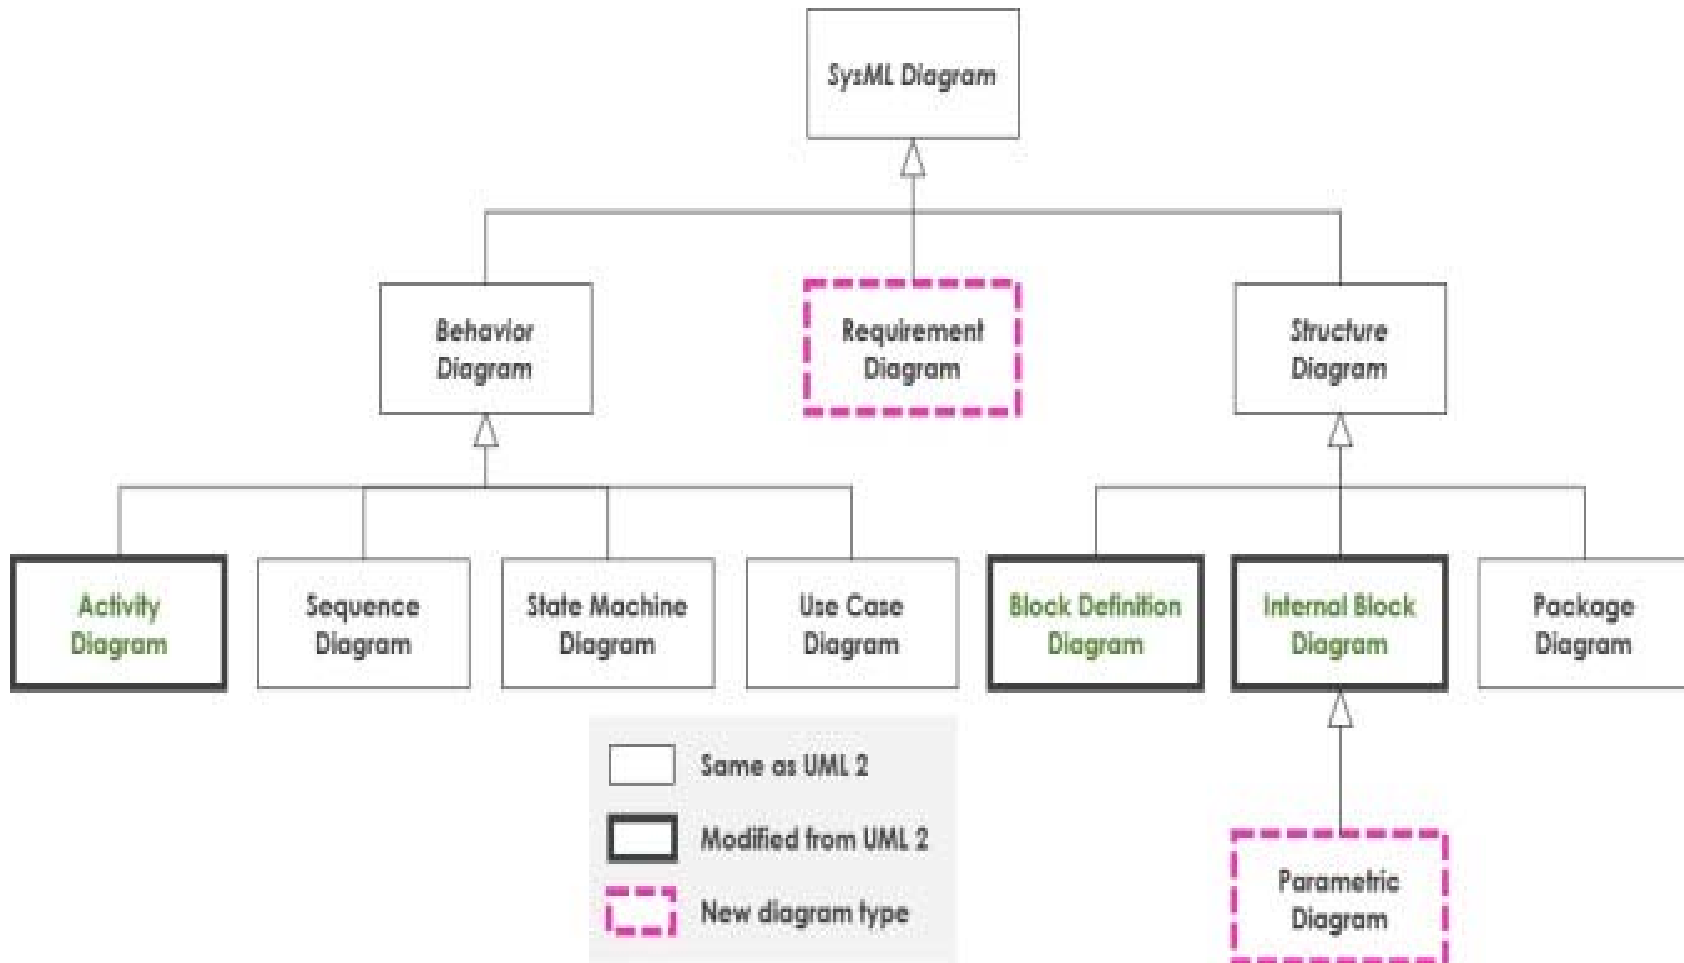 SysML Diagram
Behavior
Diagram
Requirement
Diagram
Structure
Diagram
Activity
Diagram
Sequence
Diagram
State Machine
Diagram
Use Case
Diagram
Block Definition
Diagram
Internal Block
Diagram
Package
Diagram
Same as UML 2
Modified from UML 2
New diagram type
Parametric
Diagram